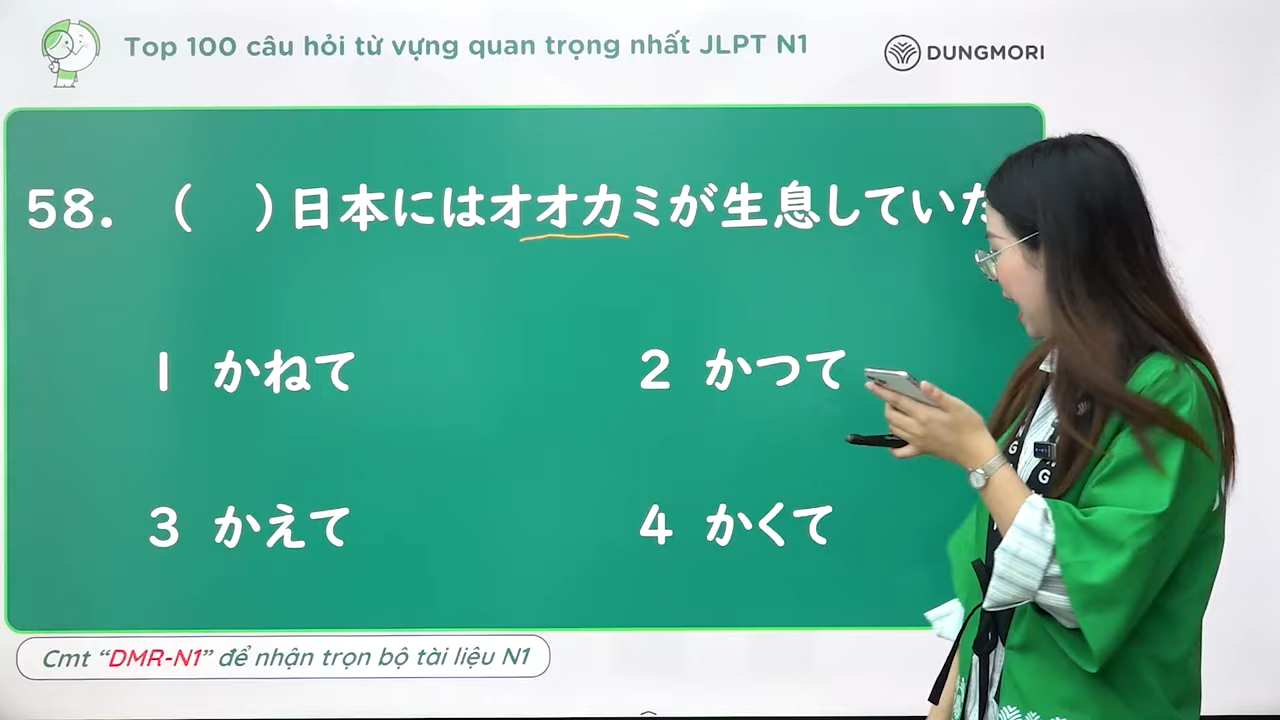 Top 100 câu hỏi từ vựng quan trọng nhất JLPT N1
DUNGMORI
58. ( )日本にはオオカミが生息していた
1 かねて
2 かつて
3 かえて
4 かくて
Cmt “DMR-N1” để nhận trọn bộ tài liệu N1